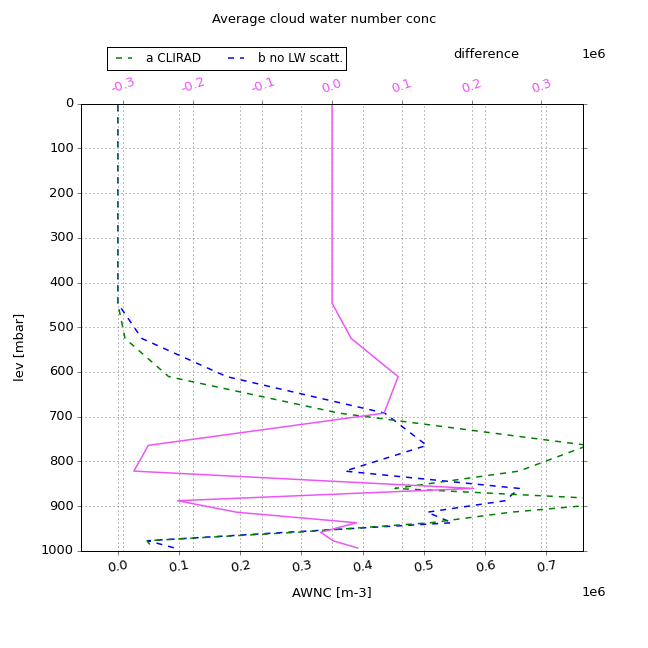 Average cloud water number conc
a CLIRAD b no LW scatt.
difference 1e6
-0.3 -0.2 -0.1 0.0 0.1 0.2 0.3
0
100
200
300
400
500
600
700
800
900
1000
lev [mbar]
0.0 0.1 0.2 0.3 0.4 0.5 0.6 0.7
AWNC [m-3] 1e6